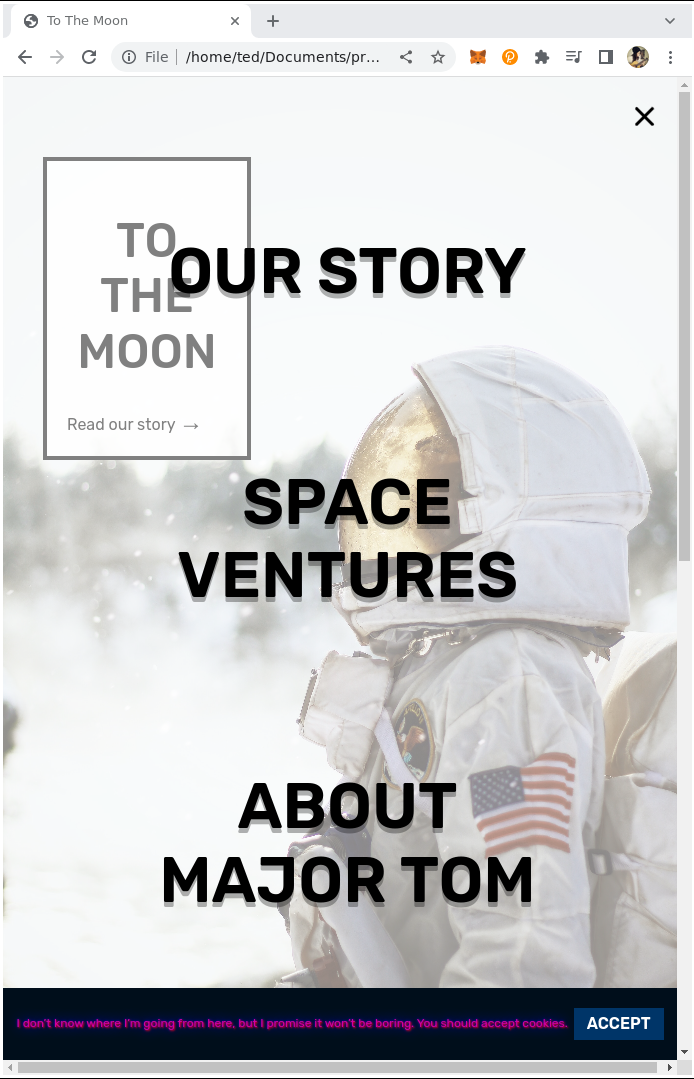 To The Moon
File
/home/ted/Documents/pr...
TO
THE
MOON
Read our story →
OUR STORY
SPACE
VENTURES
ABOUT
MAJOR TOM
I don't know where I'm going from here, but I promise it won't be boring. You should accept cookies.
ACCEPT